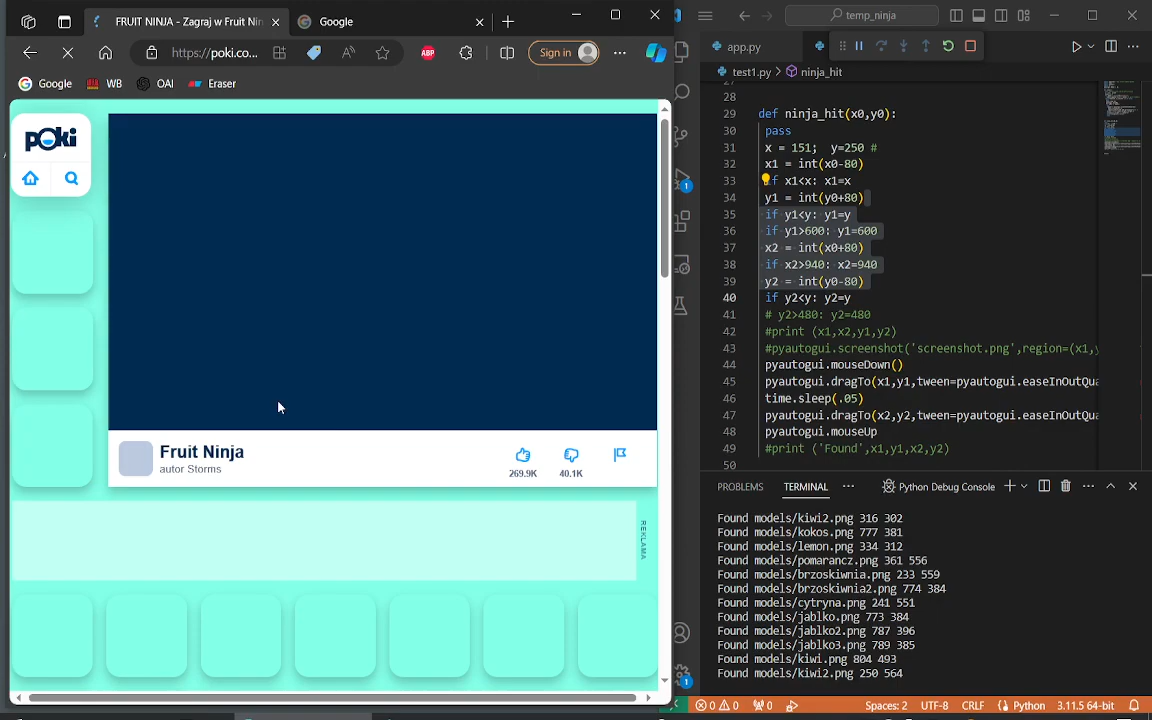 FRUIT NINJA - Zagraj w Fruit Nin
Google
https://poki.co...
ABP
Sign in
Google
WB
OAI
Eraser
poki
Fruit Ninja
autor Storms
269.9K
40.1K
REKLAMA
temp_ninja
app.py
test1.py > ninja_hit
28
29 def ninja_hit(x0,y0):
30 pass
31 x = 151; y=250 #
32 x1 = int(x0-80)
33 if x1<x: x1=x
34 y1 = int(y0+80)
35 if y1<y: y1=y
36 if y1>600: y1=600
37 x2 = int(x0+80)
38 if x2>940: x2=940
39 y2 = int(y0-80)
40 if y2<y: y2=y
41 # y2>480: y2=480
42 #print (x1,x2,y1,y2)
43 #pyautogui.screenshot('screenshot.png',region=(x1,y
44 pyautogui.mouseDown()
45 pyautogui.dragTo(x1,y1,tween=pyautogui.easeInOutQua
46 time.sleep(.05)
47 pyautogui.dragTo(x2,y2,tween=pyautogui.easeInOutQua
48 pyautogui.mouseUp
49 #print ('Found',x1,y1,x2,y2)
50
PROBLEMS
TERMINAL
Python Debug Console
Found models/kiwi2.png 316 302
Found models/kokos.png 777 381
Found models/lemon.png 334 312
Found models/pomarancz.png 361 556
Found models/brzoskiwnia.png 233 559
Found models/brzoskiwnia2.png 774 384
Found models/cytryna.png 241 551
Found models/jablko.png 773 384
Found models/jablko2.png 787 396
Found models/jablko3.png 789 385
Found models/kiwi.png 804 493
Found models/kiwi2.png 250 564
1
1
0
0
0
Spaces: 2
UTF-8
CRLF
Python
3.11.5 64-bit